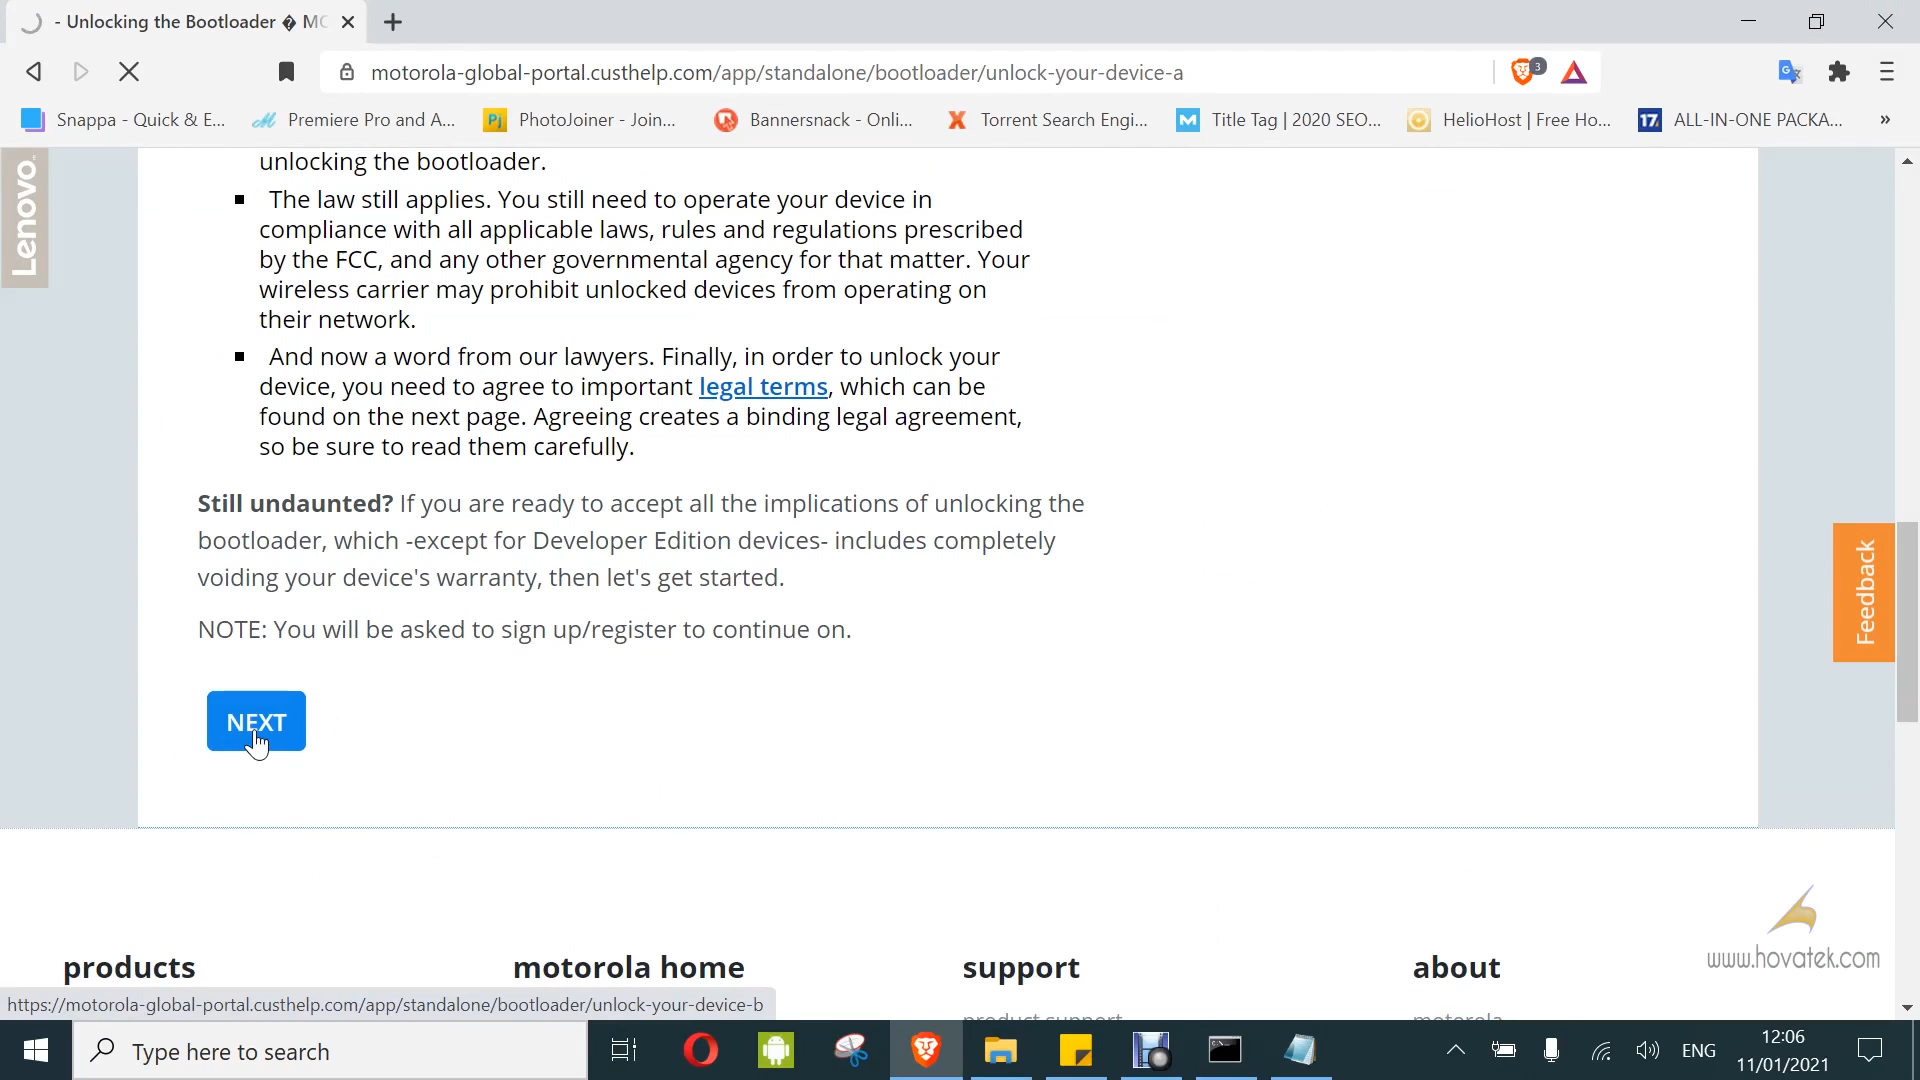 - Unlocking the Bootloader � MO
motorola-global-portal.custhelp.com/app/standalone/bootloader/unlock-your-device-a
3
Snappa - Quick & E...
Premiere Pro and A...
PhotoJoiner - Join...
Bannersnack - Onli...
Torrent Search Engi...
Title Tag | 2020 SEO...
HelioHost | Free Ho...
ALL-IN-ONE PACKA...
»
Lenovo
unlocking the bootloader.
The law still applies. You still need to operate your device in
compliance with all applicable laws, rules and regulations prescribed
by the FCC, and any other governmental agency for that matter. Your
wireless carrier may prohibit unlocked devices from operating on
their network.
And now a word from our lawyers. Finally, in order to unlock your
device, you need to agree to important legal terms, which can be
found on the next page. Agreeing creates a binding legal agreement,
so be sure to read them carefully.
Still undaunted? If you are ready to accept all the implications of unlocking the
bootloader, which -except for Developer Edition devices- includes completely
voiding your device's warranty, then let's get started.
NOTE: You will be asked to sign up/register to continue on.
NEXT
Feedback
www.hovatek.com
products
motorola home
support
about
product support
motorola
https://motorola-global-portal.custhelp.com/app/standalone/bootloader/unlock-your-device-b
Type here to search
ENG
12:06
11/01/2021